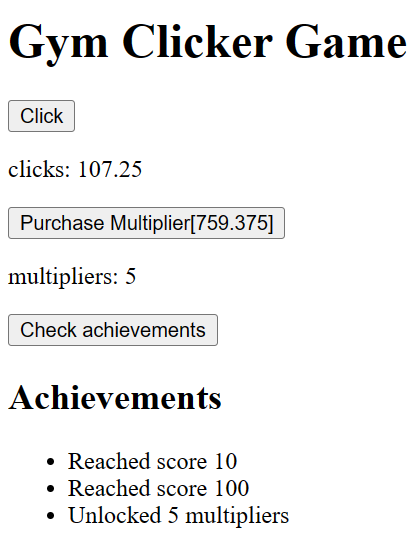 Gym Clicker Game
Click
clicks: 107.25
Purchase Multiplier[759.375]
multipliers: 5
Check achievements
Achievements
Reached score 10
Reached score 100
Unlocked 5 multipliers